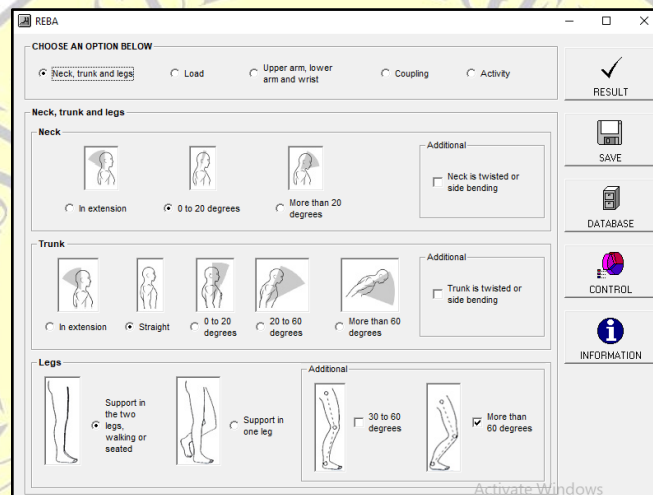 REBA
CHOOSE AN OPTION BELOW
Neck, trunk and legs
Load
Upper arm, lower
arm and wrist
Coupling
Activity
RESULT
SAVE
DATABASE
CONTROL
INFORMATION
Neck, trunk and legs
Neck
In extension
0 to 20 degrees
More than 20
degrees
Additional
Neck is twisted or
side bending
Trunk
In extension
Straight
0 to 20
degrees
20 to 60
degrees
More than 60
degrees
Additional
Trunk is twisted or
side bending
Legs
Support in
the two
legs,
walking or
seated
Support in
one leg
Additional
30 to 60
degrees
More than
60 degrees
Activate Windows